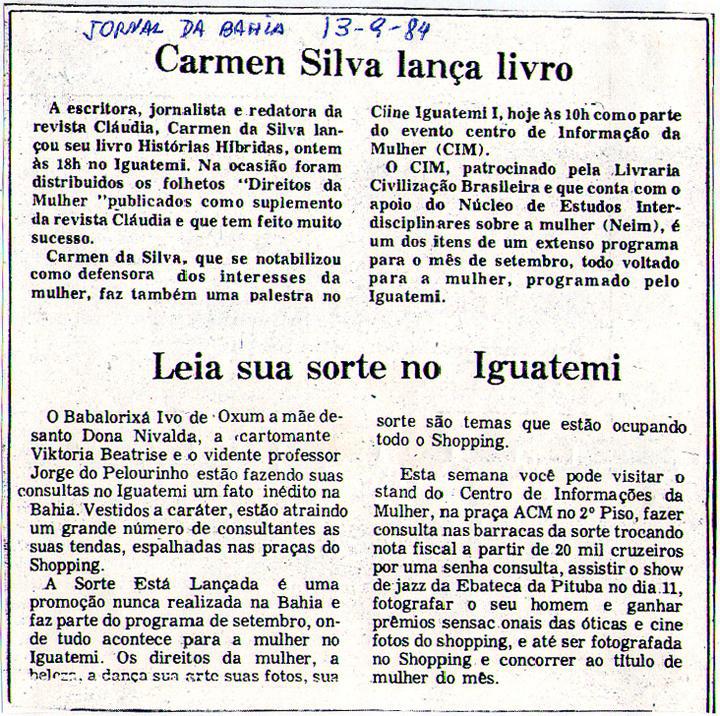 JORNAL DA BAHIA 13-9-84
Carmen Silva lança livro
A escritora, jornalista e redatora da
revista Cláudia, Carmen da Silva lan-
çou seu livro Histórias Híbridas, ontem
às 18h no Iguatemi. Na ocasião foram
distribuidos os folhetos "Direitos da
Mulher "publicados como suplemento
da revista Cláudia e que tem feito muito
sucesso.
Carmen da Silva, que se notabilizou
como defensora dos interesses da
mulher, faz também uma palestra no
Ciine Iguatemi I, hoje às 10h como parte
do evento centro de Informação da
Mulher (CIM).
O CIM, patrocinado pela Livraria
Civilização Brasileira e que conta com o
apoio do Núcleo de Estudos Inter-
disciplinares sobre a mulher (Neim), é
um dos itens de um extenso programa
para o mês de setembro, todo voltado
para a mulher, programado pelo
Iguatemi.
Leia sua sorte no Iguatemi
O Babalorixá Ivo de Oxum a mãe de-
santo Dona Nivalda, a cartomante
Viktoria Beatrise e o vidente professor
Jorge do Pelourinho estão fazendo suas
consultas no Iguatemi um fato inédito na
Bahia. Vestidos a caráter, estão atraindo
um grande número de consultantes as
suas tendas, espalhadas nas praças do
Shopping.
A Sorte Está Lançada é uma
promoção nunca realizada na Bahia e
faz parte do programa de setembro, on-
de tudo acontece para a mulher no
Iguatemi. Os direitos da mulher, a
beleza, a dança sua arte suas fotos, sua
sorte são temas que estão ocupando
todo o Shopping.
Esta semana você pode visitar o
stand do Centro de Informações da
Mulher, na praça ACM no 2º Piso, fazer
consulta nas barracas da sorte trocando
nota fiscal a partir de 20 mil cruzeiros
por uma senha consulta, assistir o show
de jazz da Ebateca da Pituba no dia 11,
fotografar o seu homem e ganhar
prêmios sensac onais das óticas e cine
fotos do shopping, e até ser fotografada
no Shopping e concorrer ao título de
mulher do mês.